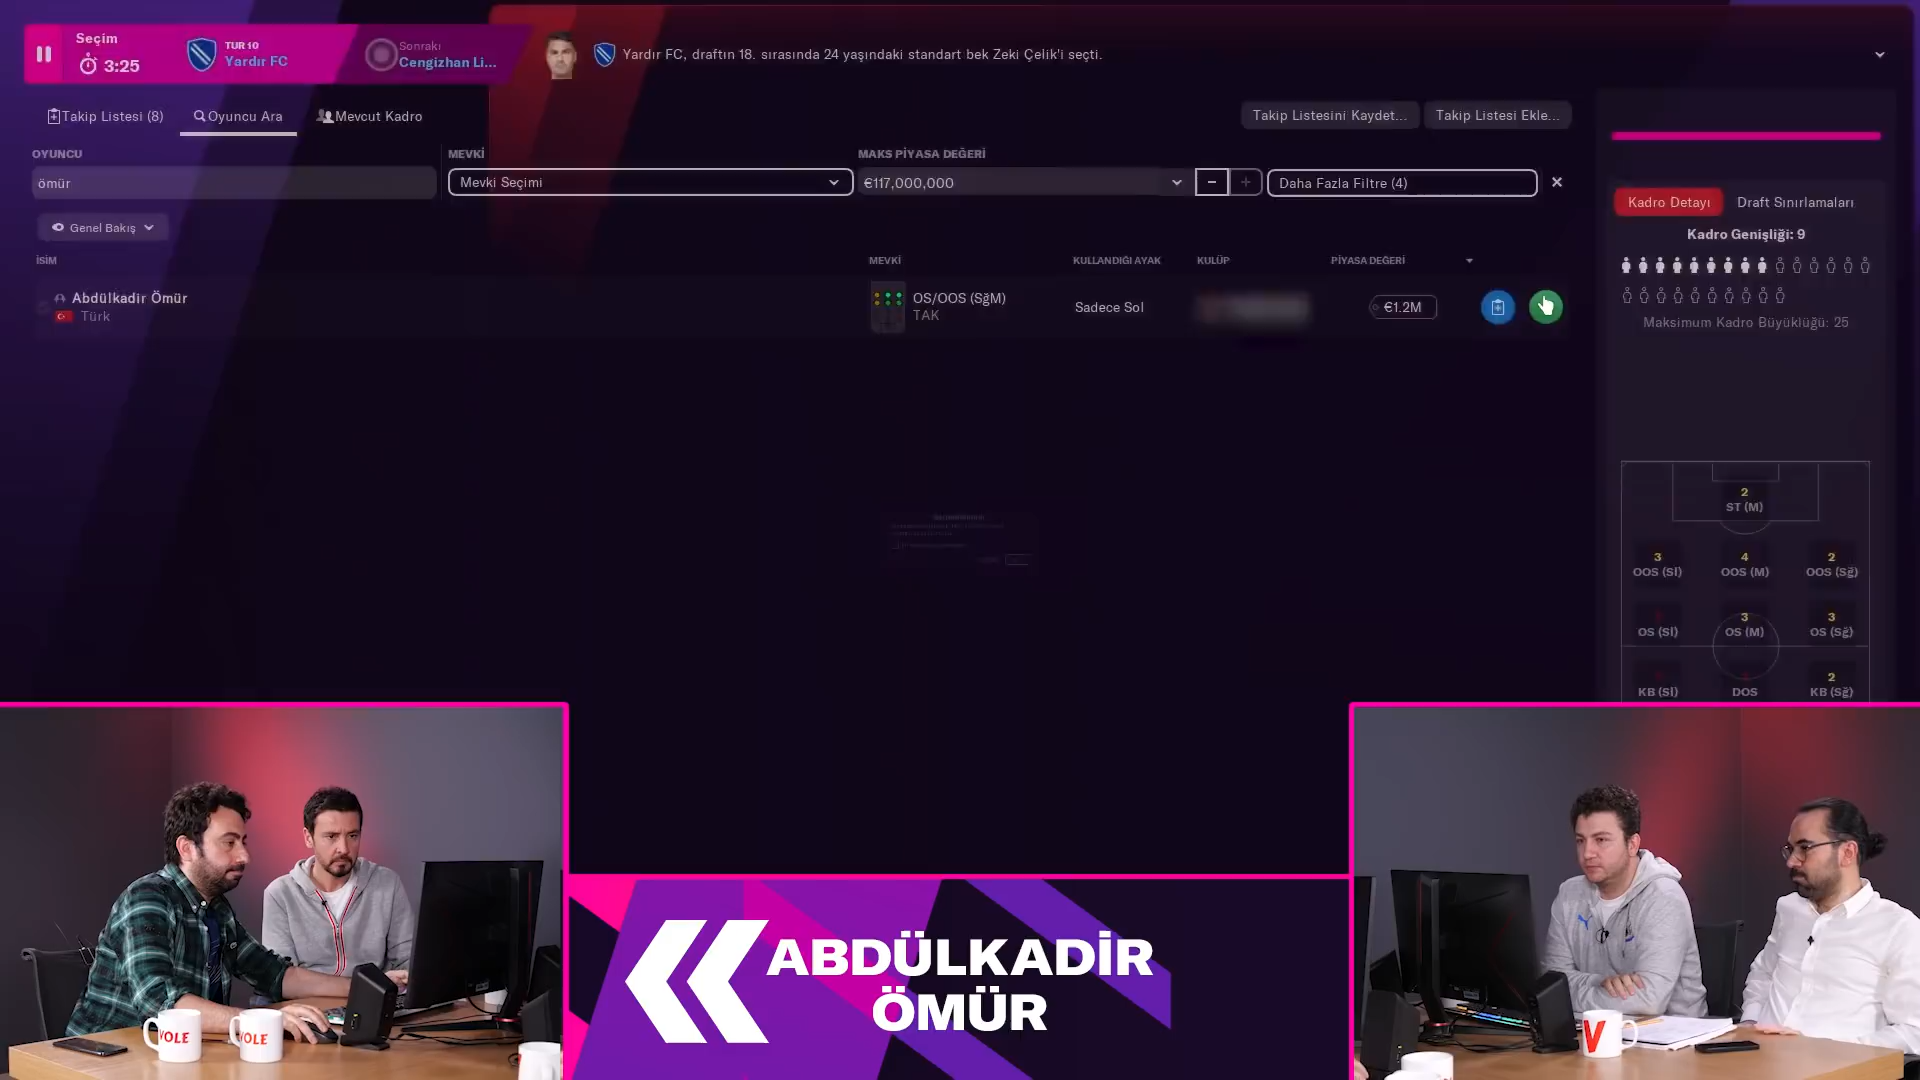 Seçim
3:25
TUR 10
Yardır FC
Sonraki
Cengizhan Li...
Yardır FC, draftın 18. sırasında 24 yaşındaki standart bek Zeki Çelik'i seçti.
Takip Listesi (8)
Oyuncu Ara
Mevcut Kadro
Takip Listesini Kaydet...
Takip Listesi Ekle...
OYUNCU
MEVKİ
MAKS PİYASA DEĞERİ
ömür
Mevki Seçimi
€117,000,000
Daha Fazla Filtre (4)
Genel Bakış
İSİM
MEVKİ
KULLANDIĞI AYAK
KULÜP
PİYASA DEĞERİ
Abdülkadir Ömür
Türk
OS/OOS (SğM)
TAK
Sadece Sol
€1.2M
Kadro Detayı
Draft Sınırlamaları
Kadro Genişliği: 9
Maksimum Kadro Büyüklüğü: 25
2
ST (M)
3
OOS (Sl)
4
OOS (M)
2
OOS (Sğ)
OS (Sl)
3
OS (M)
3
OS (Sğ)
KB (Sl)
DOS
2
KB (Sğ)
VOLE
VOLE
V
ABDÜLKADİR
ÖMÜR